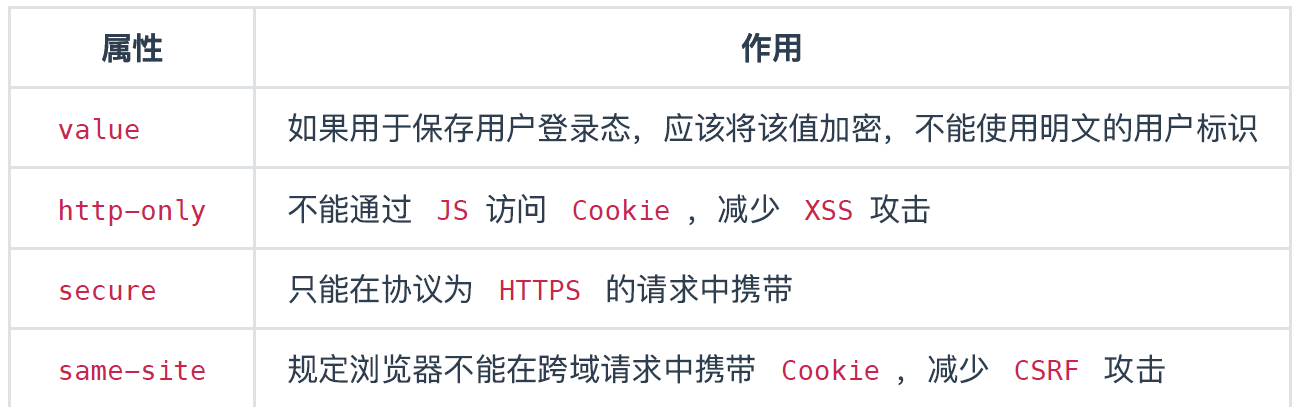 属性 作用
value 如果用于保存用户登录态，应该将该值加密，不能使用明文的用户标识
http-only 不能通过 JS 访问 Cookie ，减少 XSS 攻击
secure 只能在协议为 HTTPS 的请求中携带
same-site 规定浏览器不能在跨域请求中携带 Cookie ，减少 CSRF 攻击